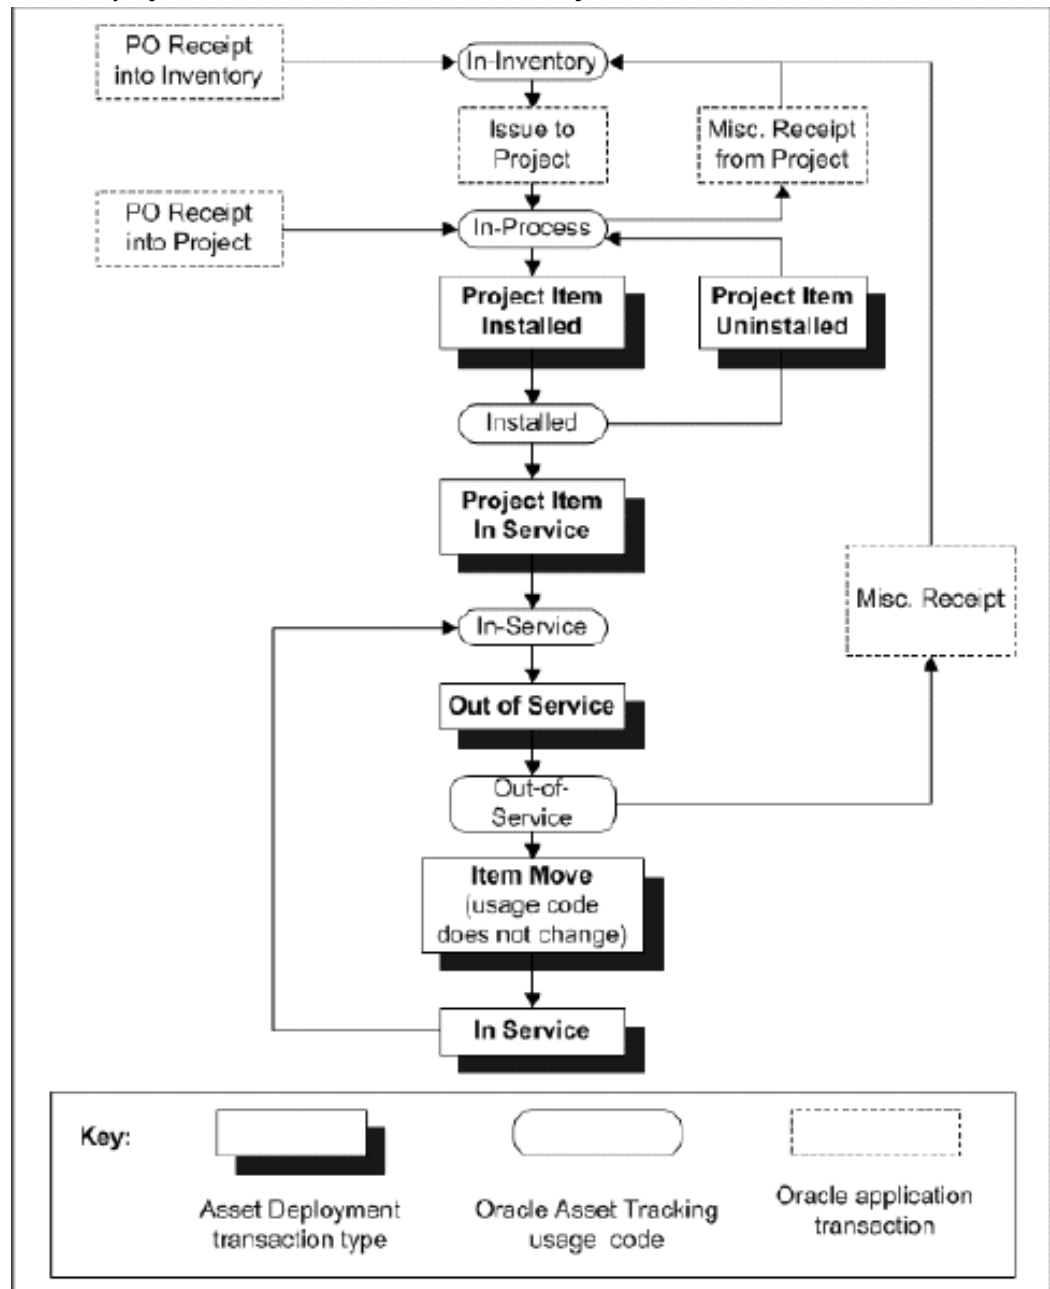 PO Receipt
into Inventory
In-Inventory
Issue to
Project
Misc. Receipt
from Project
PO Receipt
into Project
In-Process
Project Item
Installed
Project Item
Uninstalled
Installed
Project Item
In Service
Misc. Receipt
In-Service
Out of Service
Out-of-
Service
Item Move
(usage code
does not change)
In Service
Key:
Asset Deployment
transaction type
Oracle Asset Tracking
usage code
Oracle application
transaction